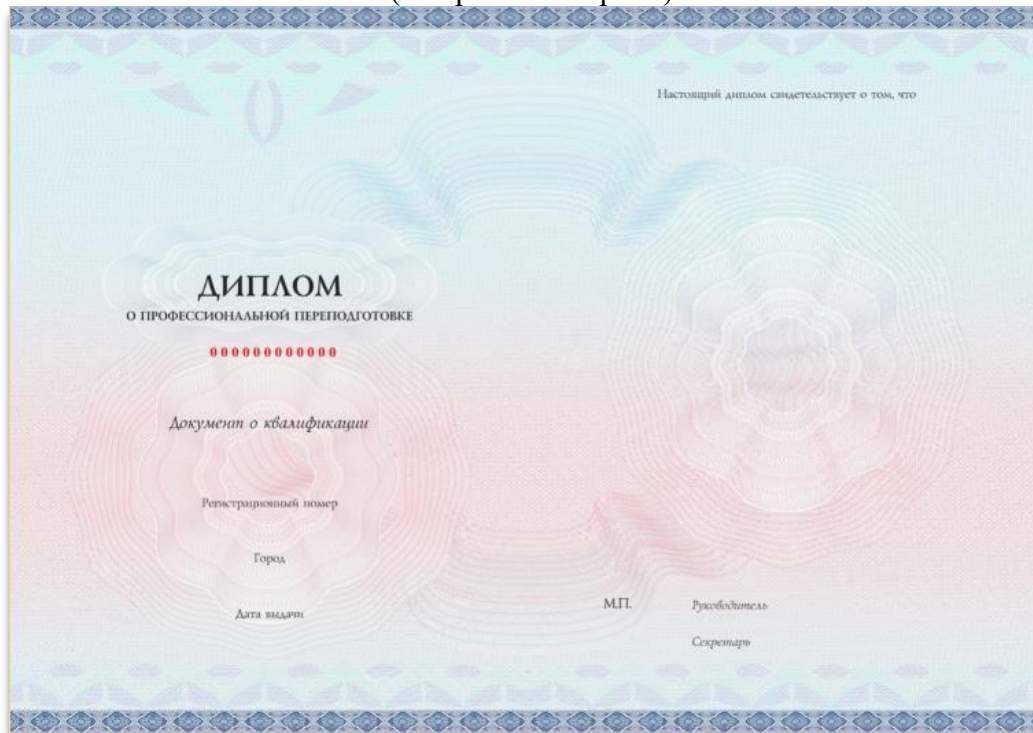 Настоящий диплом свидетельствует о том, что
ДИПЛОМ
О ПРОФЕССИОНАЛЬНОЙ ПЕРЕПОДГОТОВКЕ
000000000000
Документ о квалификации
Регистрационный номер
Город
Дата выдачи
М.П. Руководитель
Секретарь